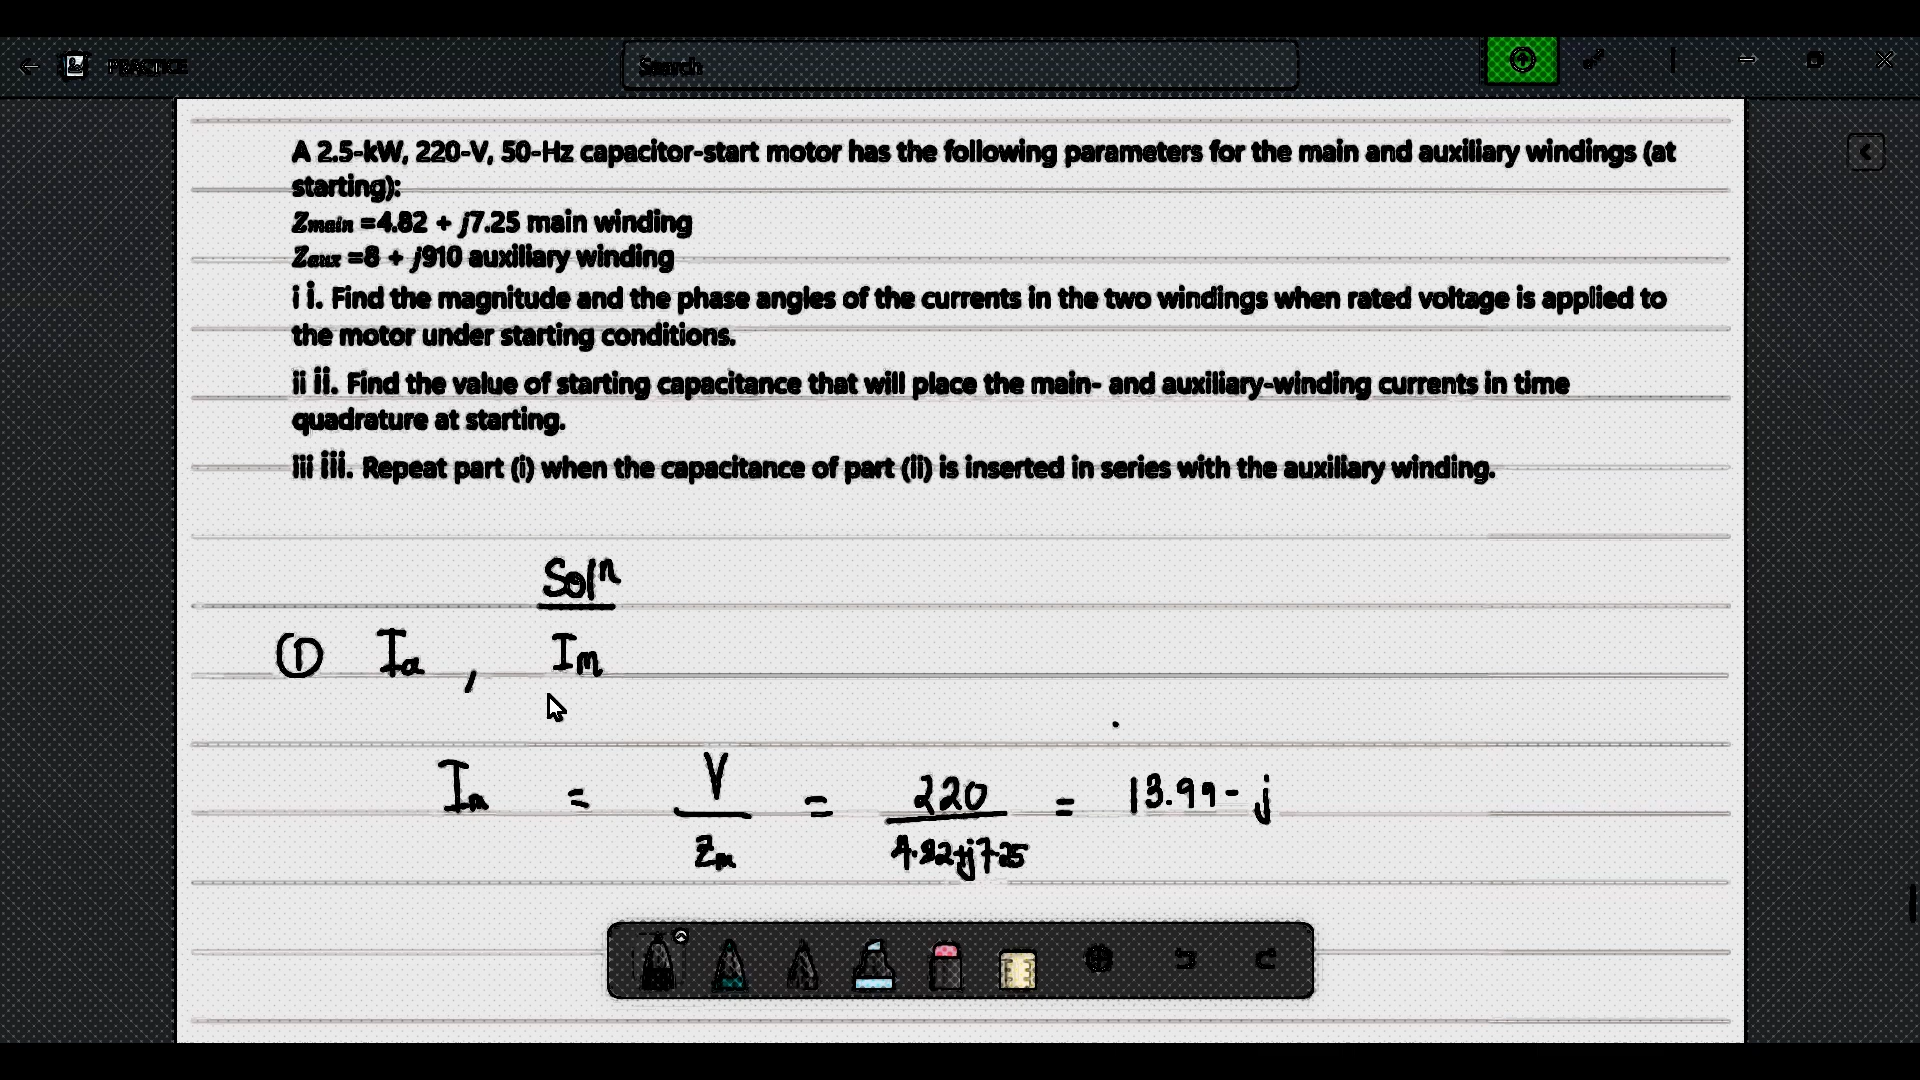 PRACTICE
Search
A 2.5-kW, 220-V, 50-Hz capacitor-start motor has the following parameters for the main and auxiliary windings (at
starting):
Zmain =4.82 + j7.25 main winding
Zaux =8 + j910 auxiliary winding
i i. Find the magnitude and the phase angles of the currents in the two windings when rated voltage is applied to
the motor under starting conditions.
ii ii. Find the value of starting capacitance that will place the main- and auxiliary-winding currents in time
quadrature at starting.
iii iii. Repeat part (i) when the capacitance of part (ii) is inserted in series with the auxiliary winding.
Solⁿ
① Ia , Im
Im = V/Zm = 220/4.82+j7.25 = 13.99 - j